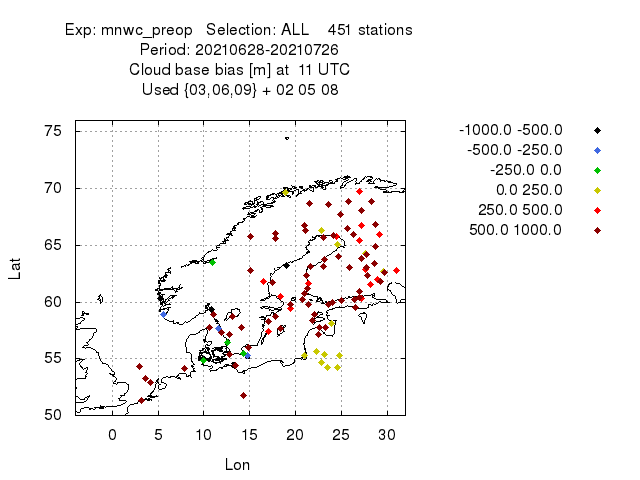 Exp: mnwc_preop   Selection: ALL    451 stations
Period: 20210628-20210726
Cloud base bias [m] at  11 UTC
Used {03,06,09} + 02 05 08
-1000.0 -500.0
-500.0 -250.0
-250.0 0.0
0.0 250.0
250.0 500.0
500.0 1000.0
75
70
65
60
55
50
Lat
0 5 10 15 20 25 30
Lon